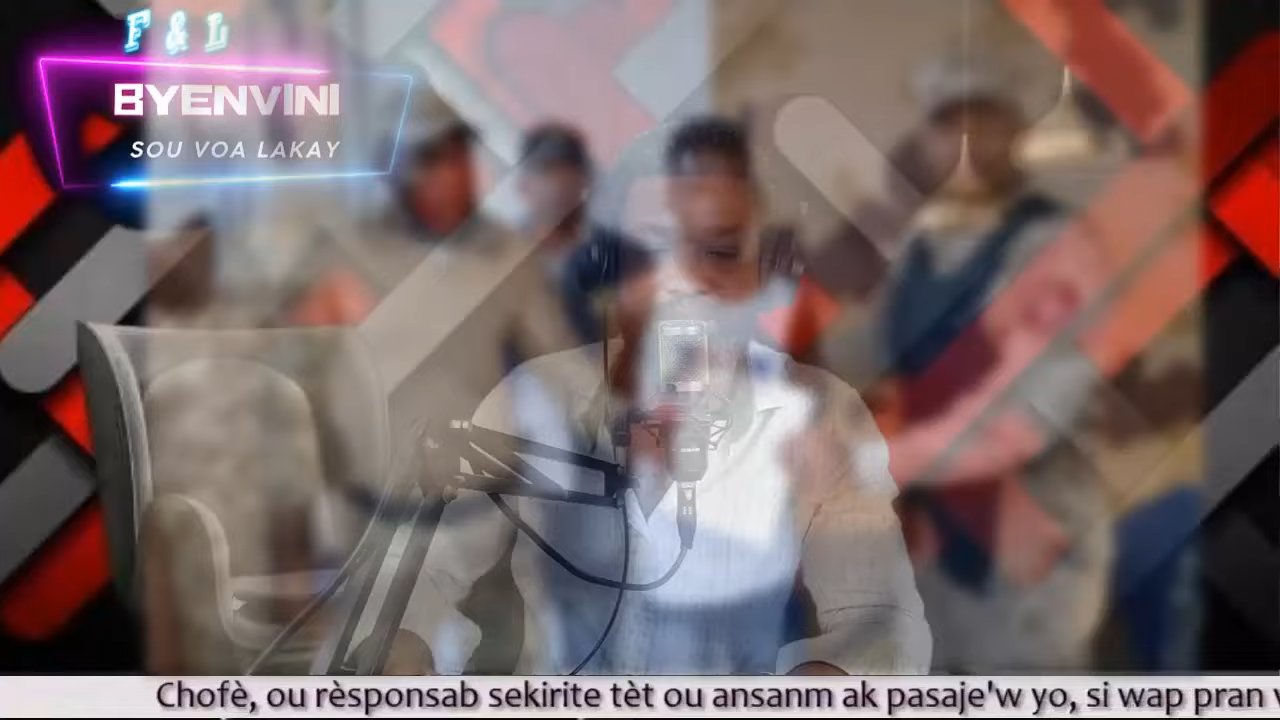 F & L
BYENVINI
SOU VOA LAKAY
Chofè, ou rèsponsab sekirite tèt ou ansanm ak pasaje'w yo, si wap pran